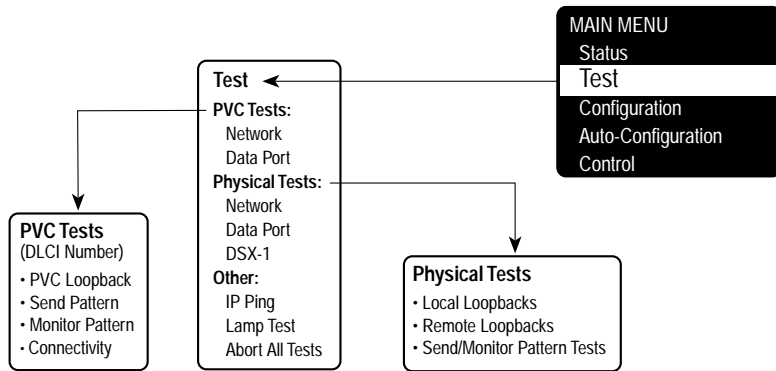 MAIN MENU
Status
Test
Configuration
Auto-Configuration
Control
Test
PVC Tests:
Network
Data Port
Physical Tests:
Network
Data Port
DSX-1
Other:
IP Ping
Lamp Test
Abort All Tests
PVC Tests
(DLCI Number)
• PVC Loopback
• Send Pattern
• Monitor Pattern
• Connectivity
Physical Tests
• Local Loopbacks
• Remote Loopbacks
• Send/Monitor Pattern Tests